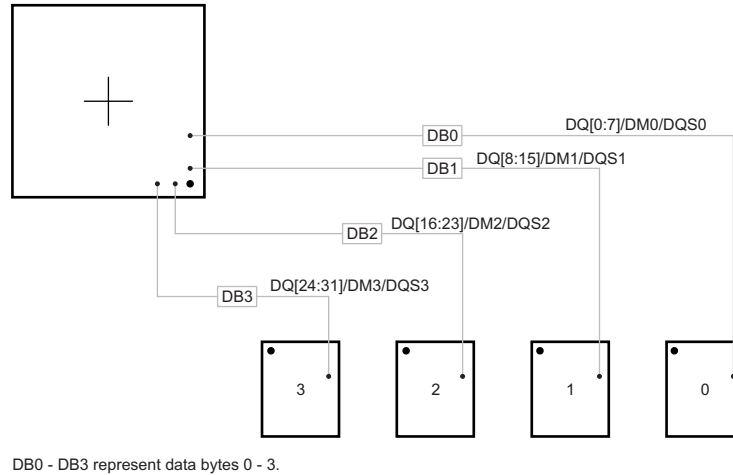 DB0
DQ[0:7]/DM0/DQS0
DB1
DQ[8:15]/DM1/DQS1
DB2
DQ[16:23]/DM2/DQS2
DB3
DQ[24:31]/DM3/DQS3
3
2
1
0
DB0 - DB3 represent data bytes 0 - 3.